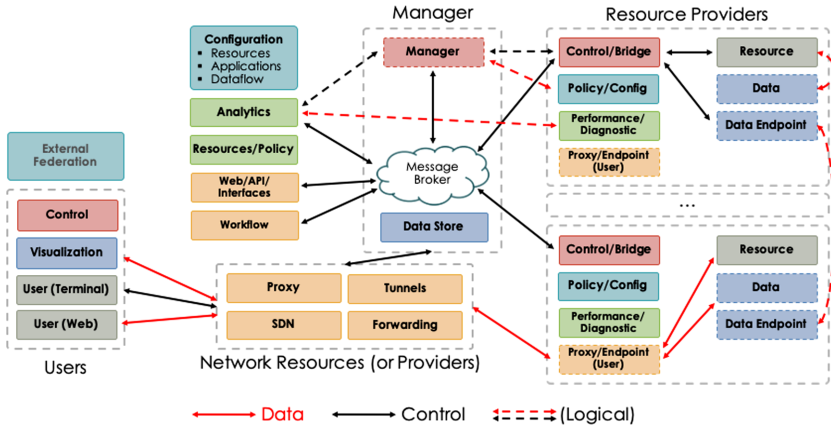 Manager
Resource Providers
Configuration
▪ Resources
▪ Applications
▪ Dataflow
Analytics
Resources/Policy
Web/API/
Interfaces
Workflow
Manager
Message
Broker
Data Store
External
Federation
Control
Visualization
User (Terminal)
User (Web)
Users
Proxy
Tunnels
SDN
Forwarding
Network Resources (or Providers)
Control/Bridge
Policy/Config
Performance/
Diagnostic
Proxy/Endpoint
(User)
Resource
Data
Data Endpoint
...
Control/Bridge
Policy/Config
Performance/
Diagnostic
Proxy/Endpoint
(User)
Resource
Data
Data Endpoint
Data
Control
(Logical)